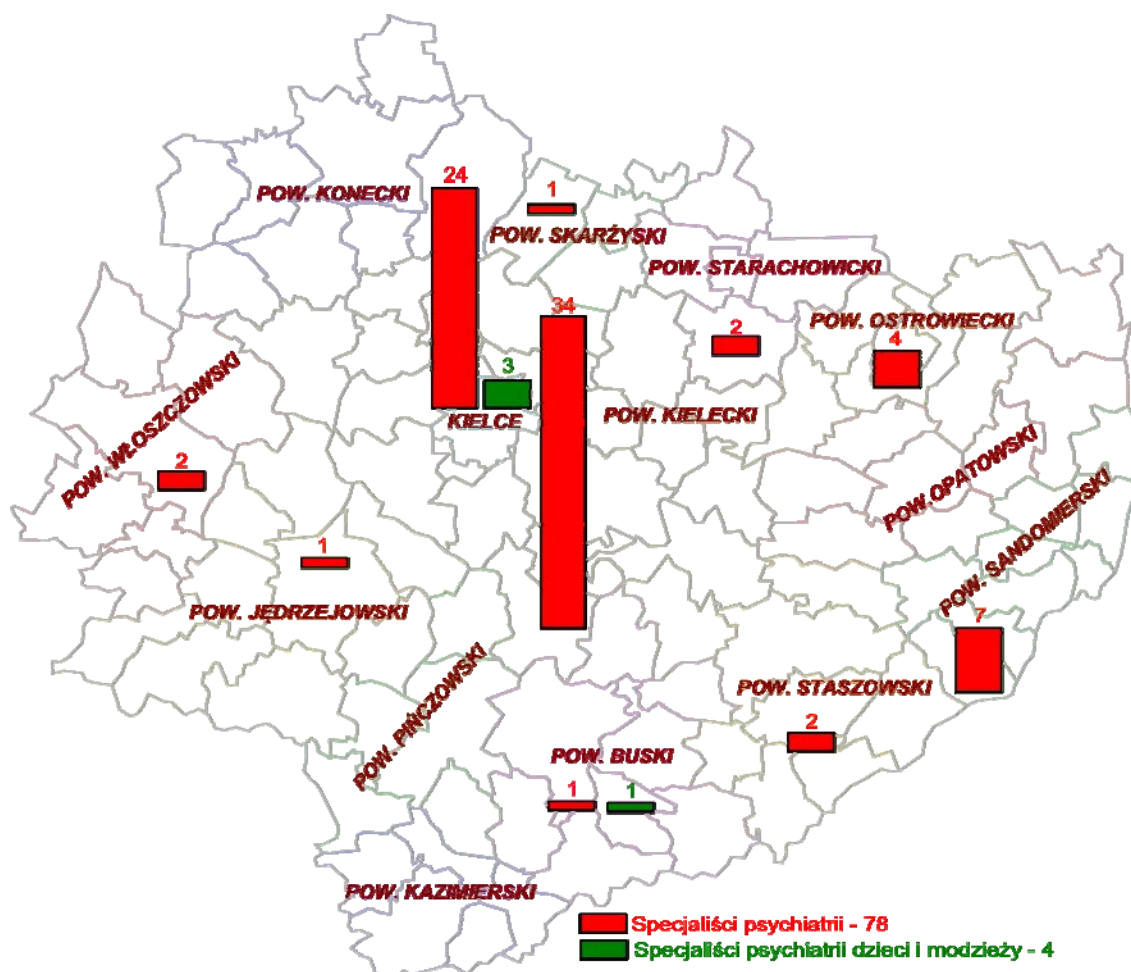 24
1
POW. KONECKI
POW. SKARŻYSKI
POW. STARACHOWICKI
34
2
POW. OSTROWIECKI
4
3
KIELCE
POW. KIELECKI
POW. WŁOSZCZOWSKI
2
POW.OPATOWSKI
POW. SANDOMIERSKI
1
POW. JĘDRZEJOWSKI
7
POW. PIŃCZOWSKI
POW. STASZOWSKI
2
POW. BUSKI
1
1
POW. KAZIMIERSKI
Specjaliści psychiatrii - 78
Specjaliści psychiatrii dzieci i modzieży - 4